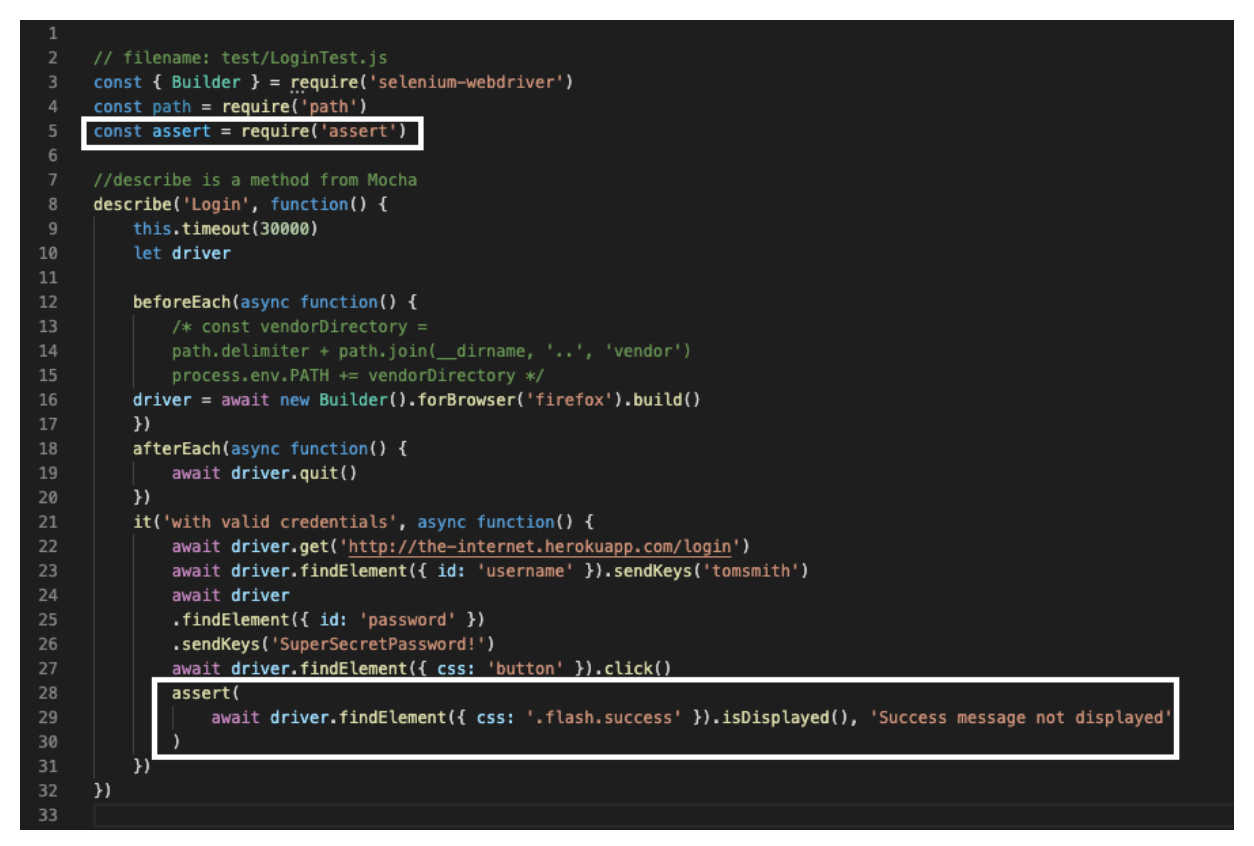 1
2 // filename: test/LoginTest.js
3 const { Builder } = require('selenium-webdriver')
4 const path = require('path')
5 const assert = require('assert')
6
7 //describe is a method from Mocha
8 describe('Login', function() {
9 this.timeout(30000)
10 let driver
11
12 beforeEach(async function() {
13 /* const vendorDirectory =
14 path.delimiter + path.join(__dirname, '..', 'vendor')
15 process.env.PATH += vendorDirectory */
16 driver = await new Builder().forBrowser('firefox').build()
17 })
18 afterEach(async function() {
19 await driver.quit()
20 })
21 it('with valid credentials', async function() {
22 await driver.get('http://the-internet.herokuapp.com/login')
23 await driver.findElement({ id: 'username' }).sendKeys('tomsmith')
24 await driver
25 .findElement({ id: 'password' })
26 .sendKeys('SuperSecretPassword!')
27 await driver.findElement({ css: 'button' }).click()
28 assert(
29 await driver.findElement({ css: '.flash.success' }).isDisplayed(), 'Success message not displayed'
30 )
31 })
32 })
33